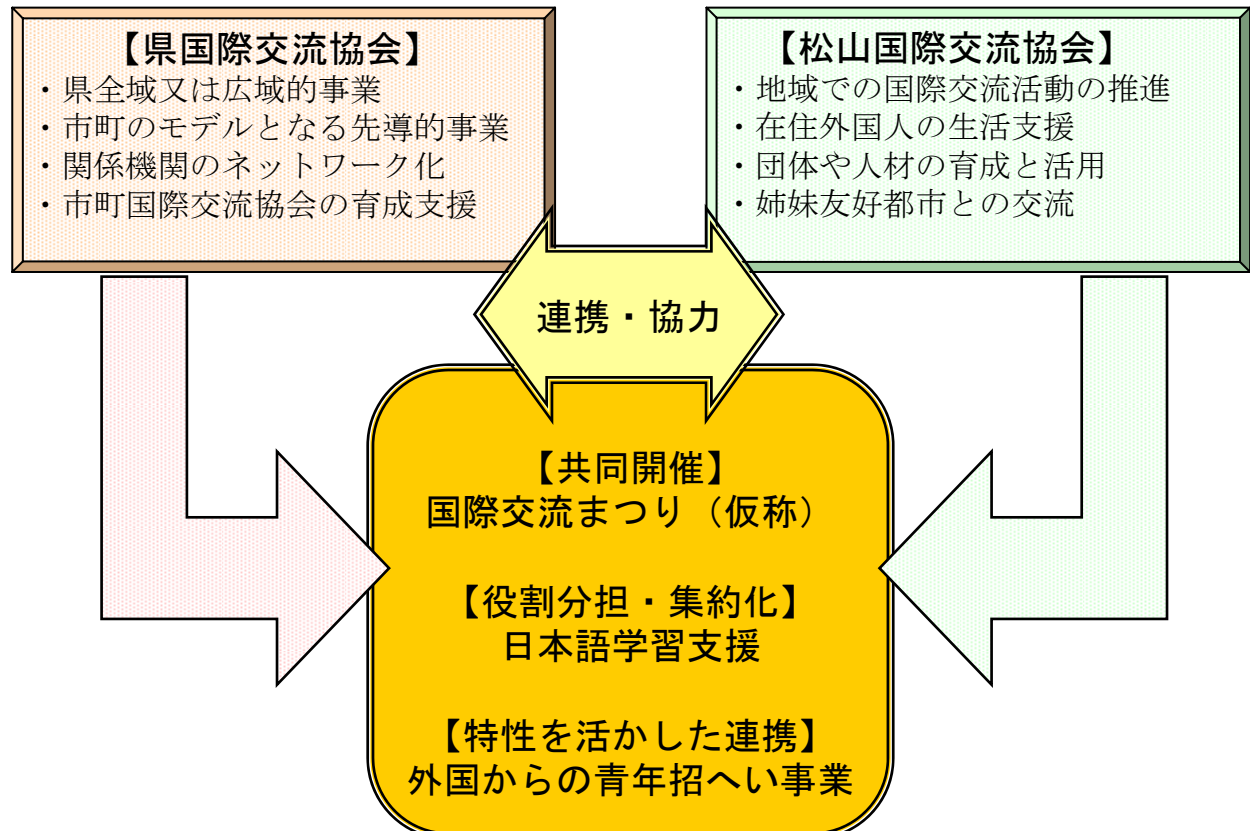 【県国際交流協会】
・県全域又は広域的事業
・市町のモデルとなる先導的事業
・関係機関のネットワーク化
・市町国際交流協会の育成支援
【松山国際交流協会】
・地域での国際交流活動の推進
・在住外国人の生活支援
・団体や人材の育成と活用
・姉妹友好都市との交流
連携・協力
【共同開催】
国際交流まつり（仮称）
【役割分担・集約化】
日本語学習支援
【特性を活かした連携】
外国からの青年招へい事業